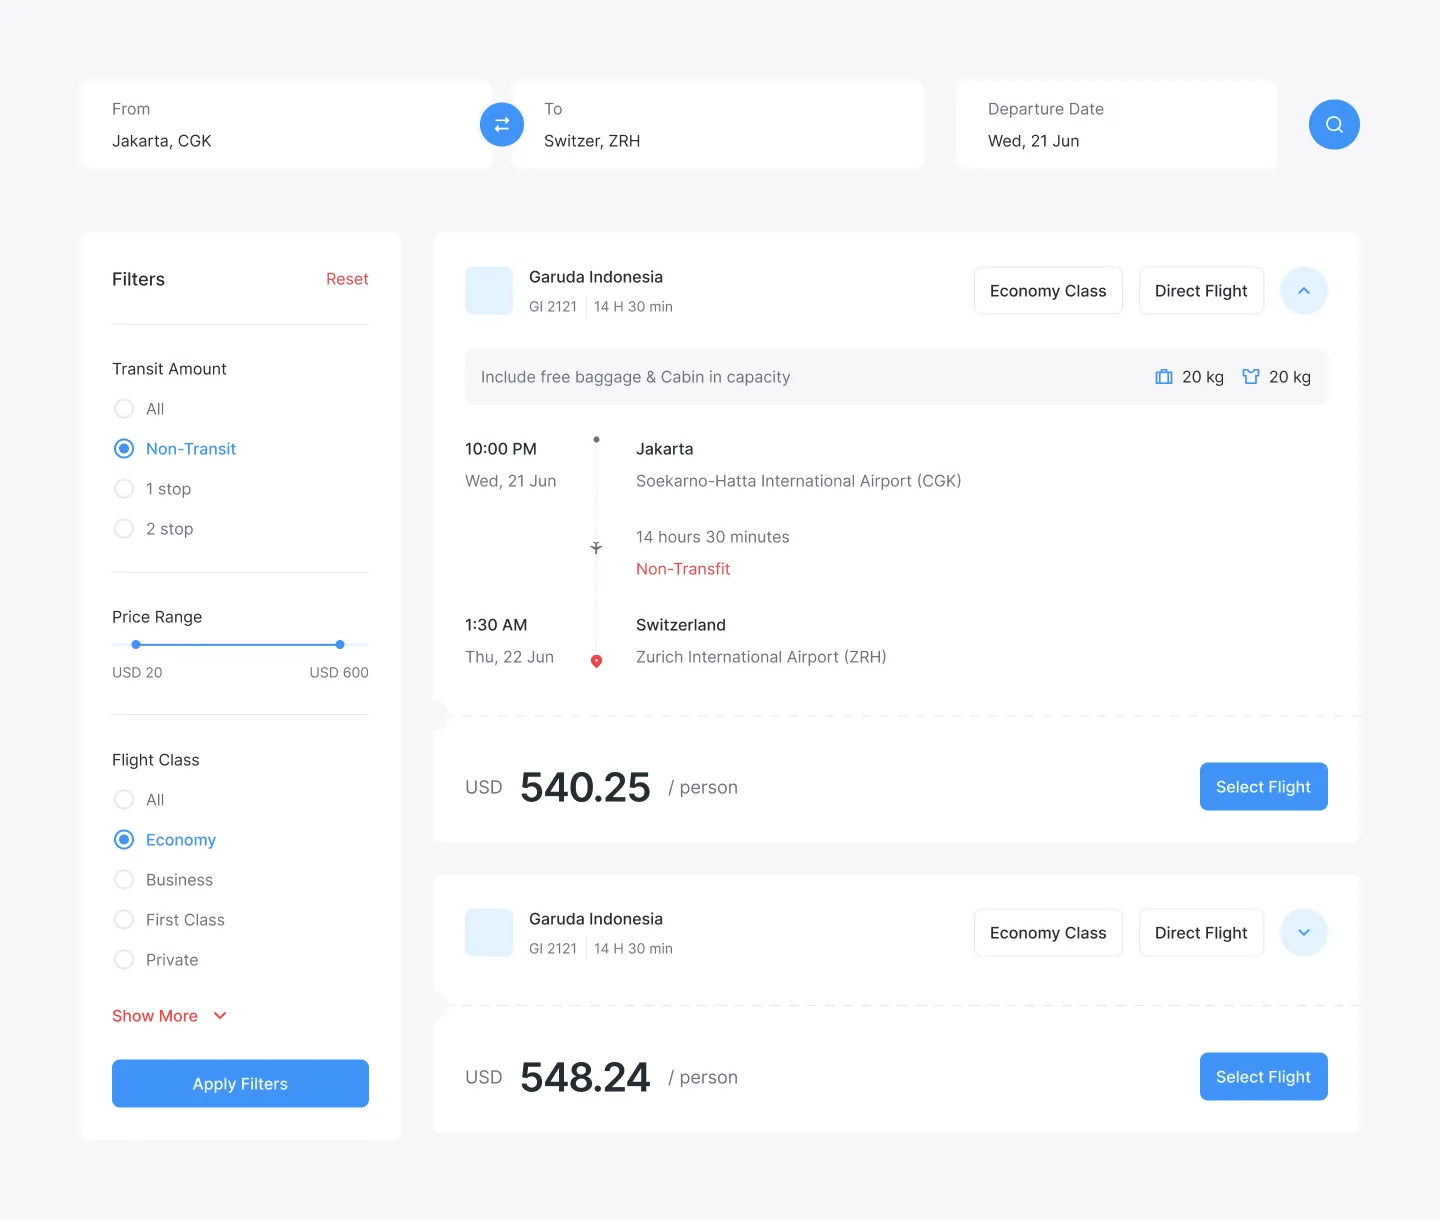 From
Jakarta, CGK
To
Switzer, ZRH
Departure Date
Wed, 21 Jun
Filters
Reset
Transit Amount
All
Non-Transit
1 stop
2 stop
Price Range
USD 20
USD 600
Flight Class
All
Economy
Business
First Class
Private
Show More
Apply Filters
Garuda Indonesia
GI 2121
14 H 30 min
Economy Class
Direct Flight
Include free baggage & Cabin in capacity
20 kg
20 kg
10:00 PM
Wed, 21 Jun
Jakarta
Soekarno-Hatta International Airport (CGK)
14 hours 30 minutes
Non-Transfit
1:30 AM
Thu, 22 Jun
Switzerland
Zurich International Airport (ZRH)
USD 540.25 / person
Select Flight
Garuda Indonesia
GI 2121
14 H 30 min
Economy Class
Direct Flight
USD 548.24 / person
Select Flight